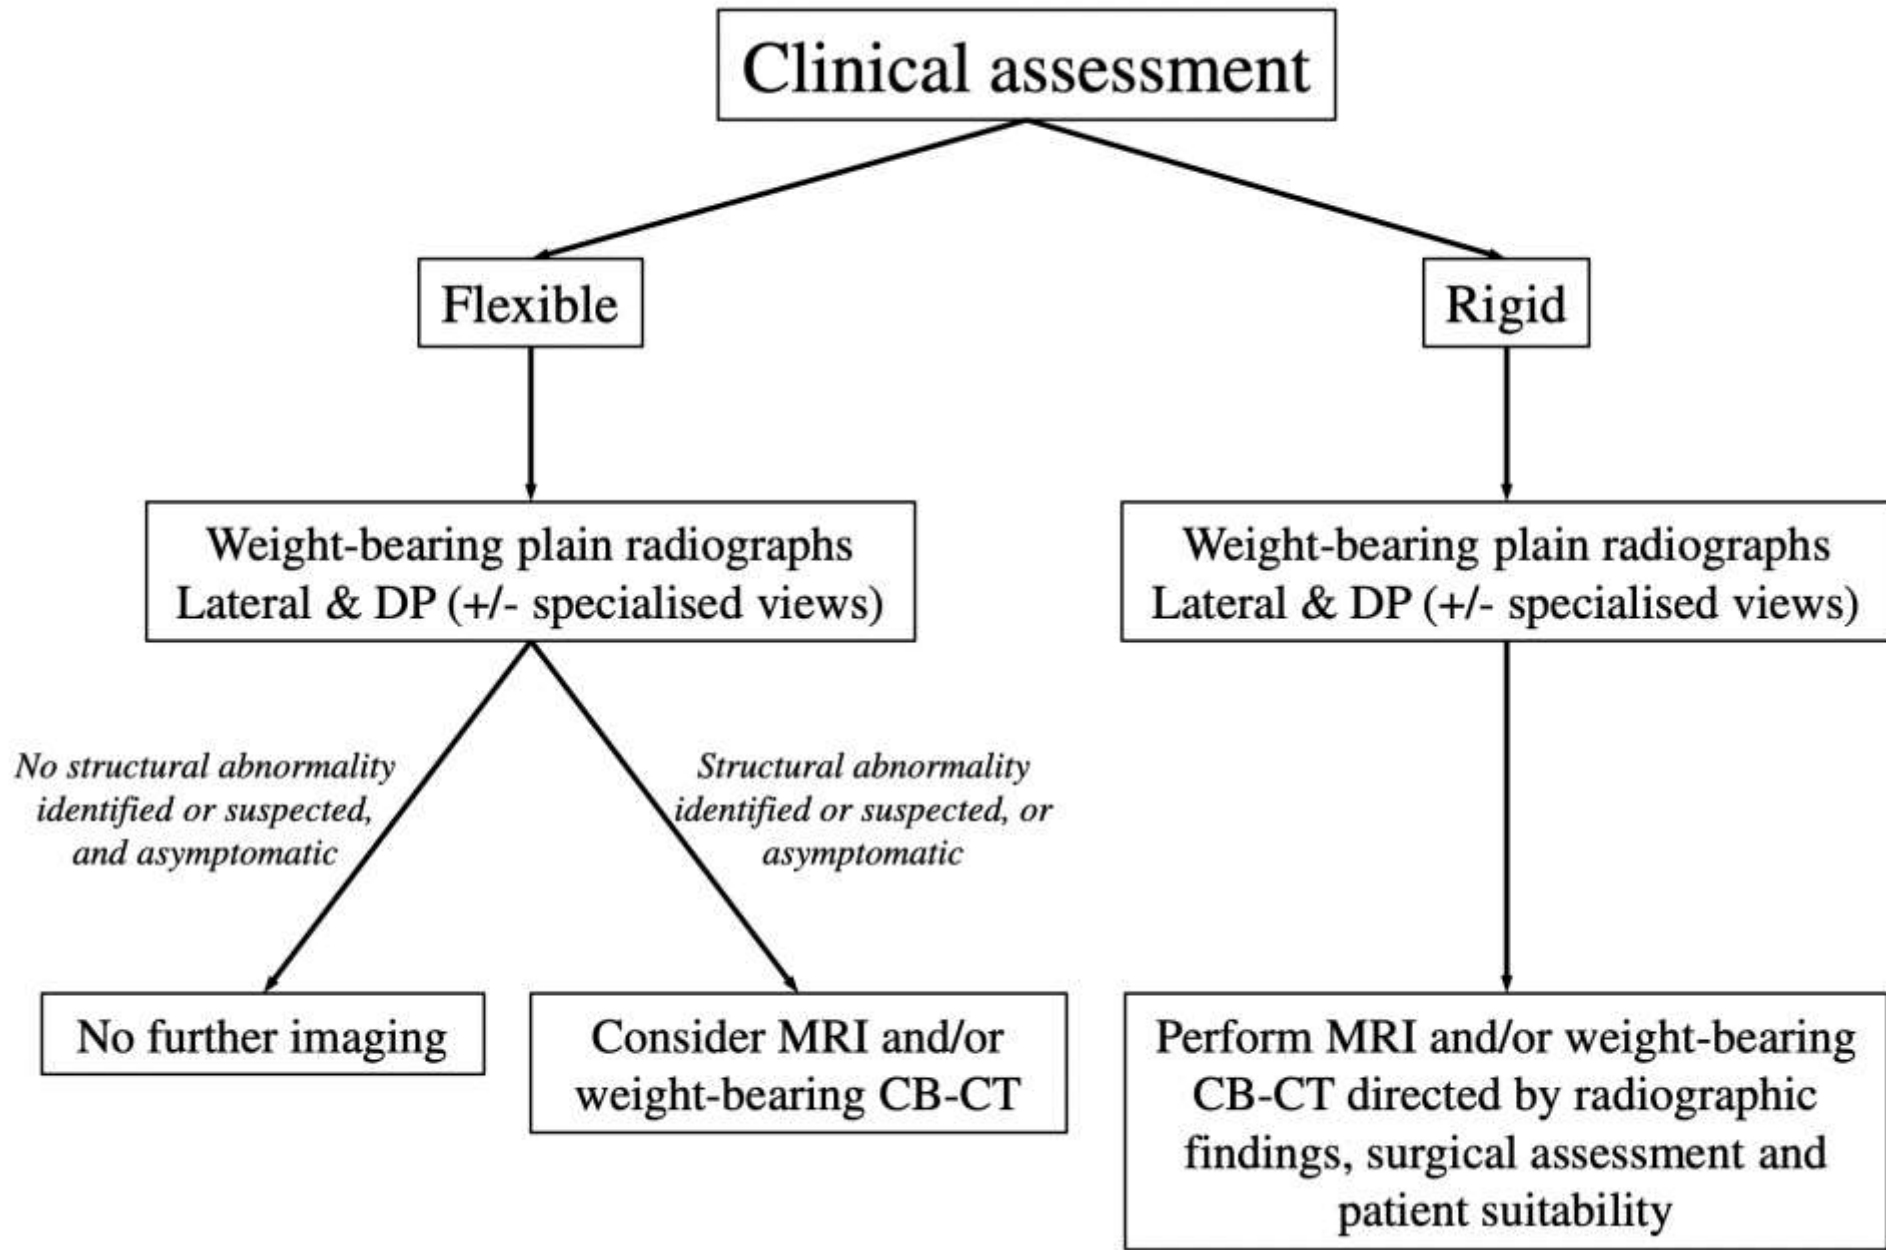 Clinical assessment
Flexible
Rigid
Weight-bearing plain radiographs
Lateral & DP (+/- specialised views)
Weight-bearing plain radiographs
Lateral & DP (+/- specialised views)
No structural abnormality
identified or suspected,
and asymptomatic
Structural abnormality
identified or suspected, or
asymptomatic
No further imaging
Consider MRI and/or
weight-bearing CB-CT
Perform MRI and/or weight-bearing
CB-CT directed by radiographic
findings, surgical assessment and
patient suitability